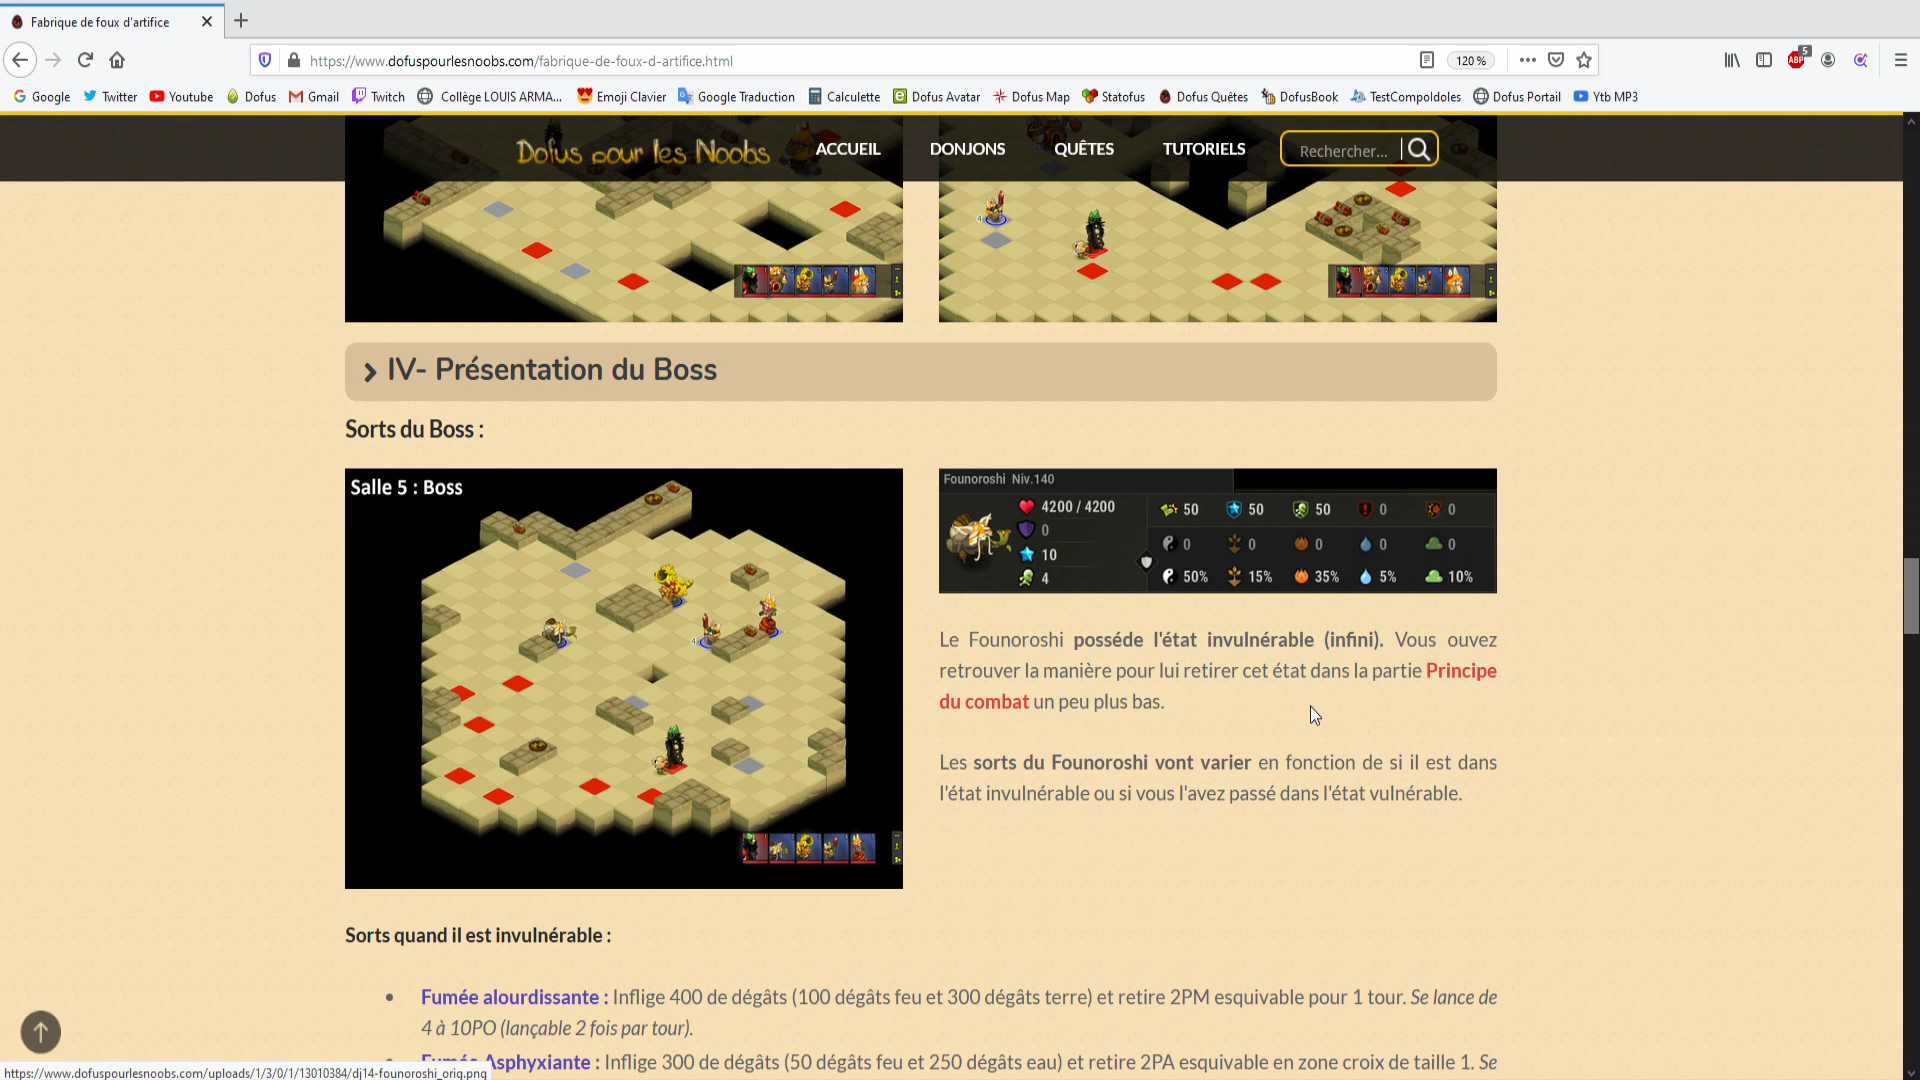 Fabrique de foux d'artifice
https://www.dofuspourlesnoobs.com/fabrique-de-foux-d-artifice.html
120 %
5
ABP
Google Twitter Youtube Dofus Gmail Twitch Collège LOUIS ARMA... Emoji Clavier Google Traduction Calculette Dofus Avatar Dofus Map Statofus Dofus Quêtes DofusBook TestCompoIdoles Dofus Portail Ytb MP3
Dofus pour les Noobs ACCUEIL DONJONS QUÊTES TUTORIELS Rechercher...
4
IV- Présentation du Boss
Sorts du Boss :
Salle 5 : Boss
4
Founoroshi Niv.140
4200 / 4200 50 50 50 0 0
0
10 0 0 0 0 0
4 50% 15% 35% 5% 10%
Le Founoroshi posséde l'état invulnérable (infini). Vous ouvez
retrouver la manière pour lui retirer cet état dans la partie Principe
du combat un peu plus bas.
Les sorts du Founoroshi vont varier en fonction de si il est dans
l'état invulnérable ou si vous l'avez passé dans l'état vulnérable.
Sorts quand il est invulnérable :
• Fumée alourdissante : Inflige 400 de dégâts (100 dégâts feu et 300 dégâts terre) et retire 2PM esquivable pour 1 tour. Se lance de
4 à 10PO (lançable 2 fois par tour).
• Fumée Asphyxiante : Inflige 300 de dégâts (50 dégâts feu et 250 dégâts eau) et retire 2PA esquivable en zone croix de taille 1. Se
https://www.dofuspourlesnoobs.com/uploads/1/3/0/1/13010384/dj14-founoroshi_orig.png